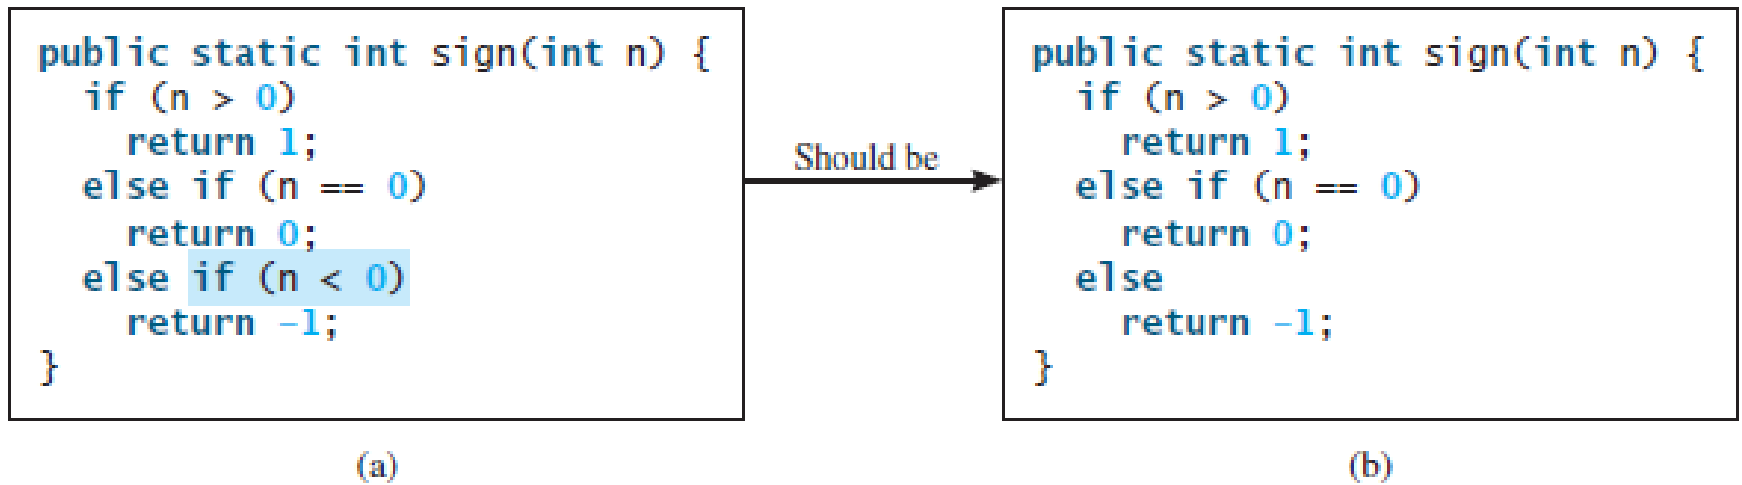 public static int sign(int n) {
if (n > 0)
return 1;
else if (n == 0)
return 0;
else if (n < 0)
return -1;
}
(a)
Should be
public static int sign(int n) {
if (n > 0)
return 1;
else if (n == 0)
return 0;
else
return -1;
}
(b)